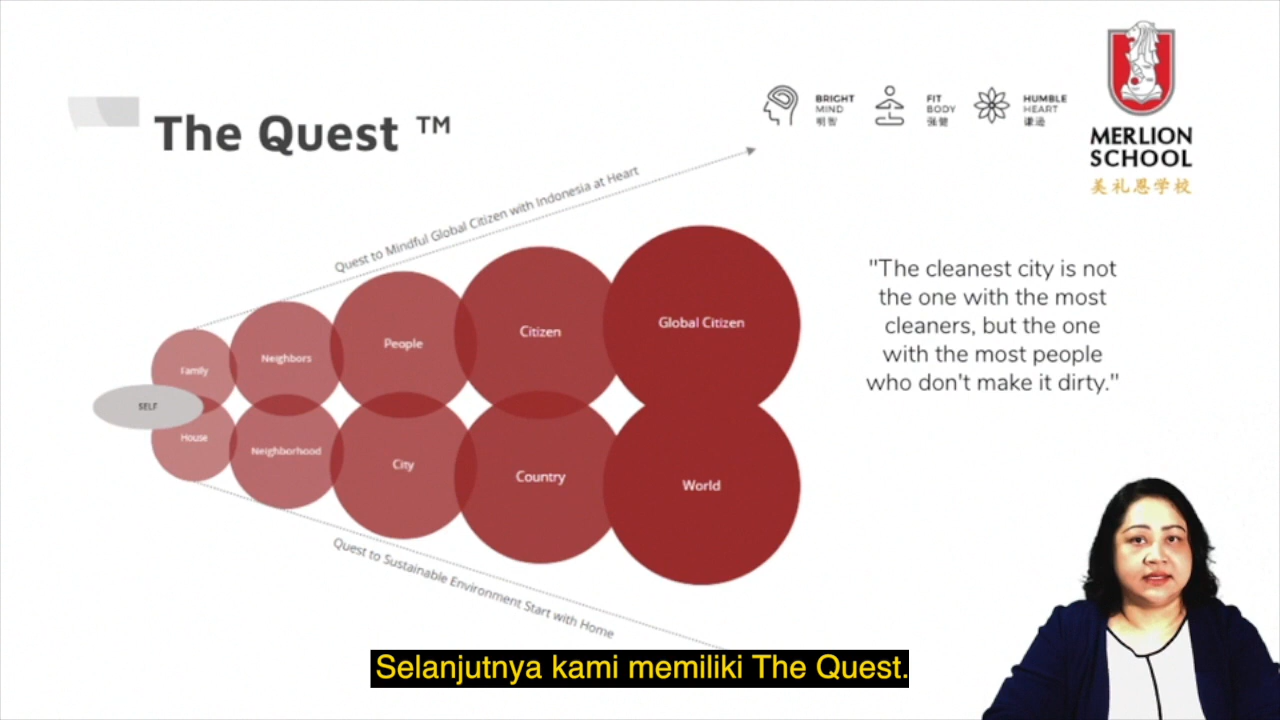 The Quest ™
BRIGHT
MIND
明智
FIT
BODY
强健
HUMBLE
HEART
谦逊
MERLION
SCHOOL
美礼恩学校
Quest to Mindful Global Citizen with Indonesia at Heart
Family
Neighbors
People
Citizen
Global Citizen
SELF
House
Neighborhood
City
Country
World
Quest to Sustainable Environment Start with Home
"The cleanest city is not
the one with the most
cleaners, but the one
with the most people
who don't make it dirty."
Selanjutnya kami memiliki The Quest.